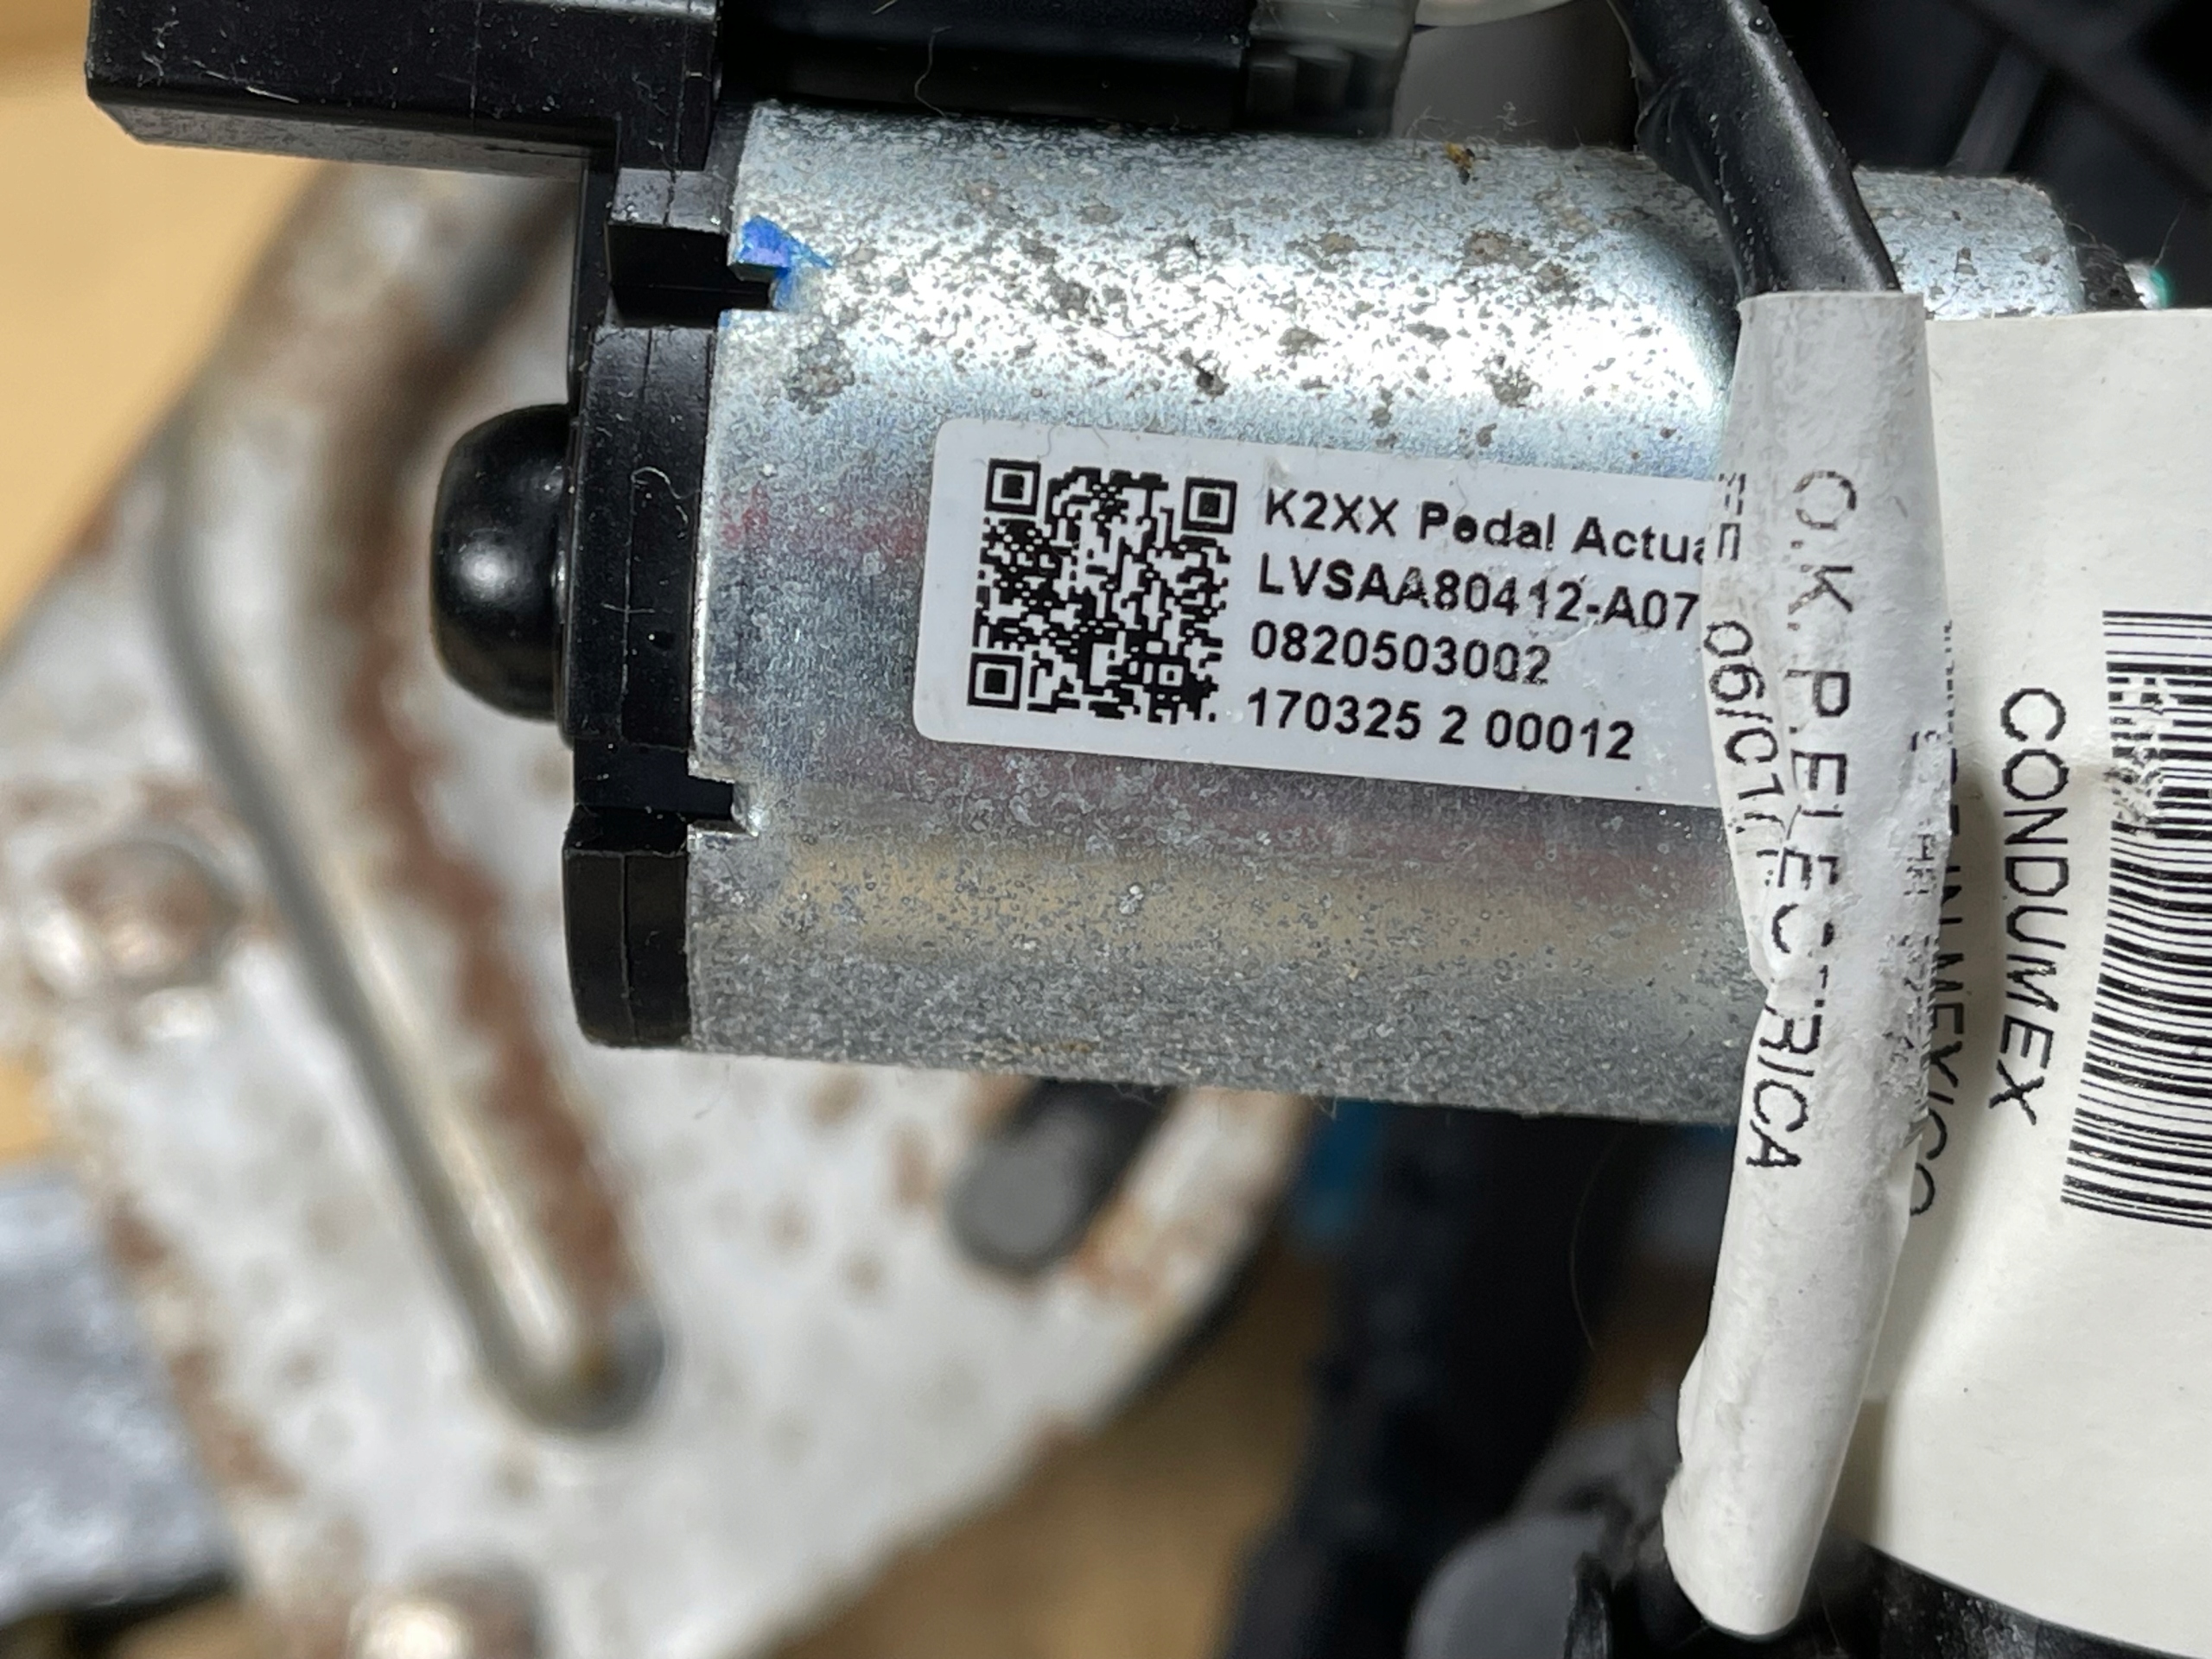 K2XX Pedal Actua
LVSAA80412-A07
0820503002
170325 2 00012
O.K. P.ELECTRICA
CONDUMEX